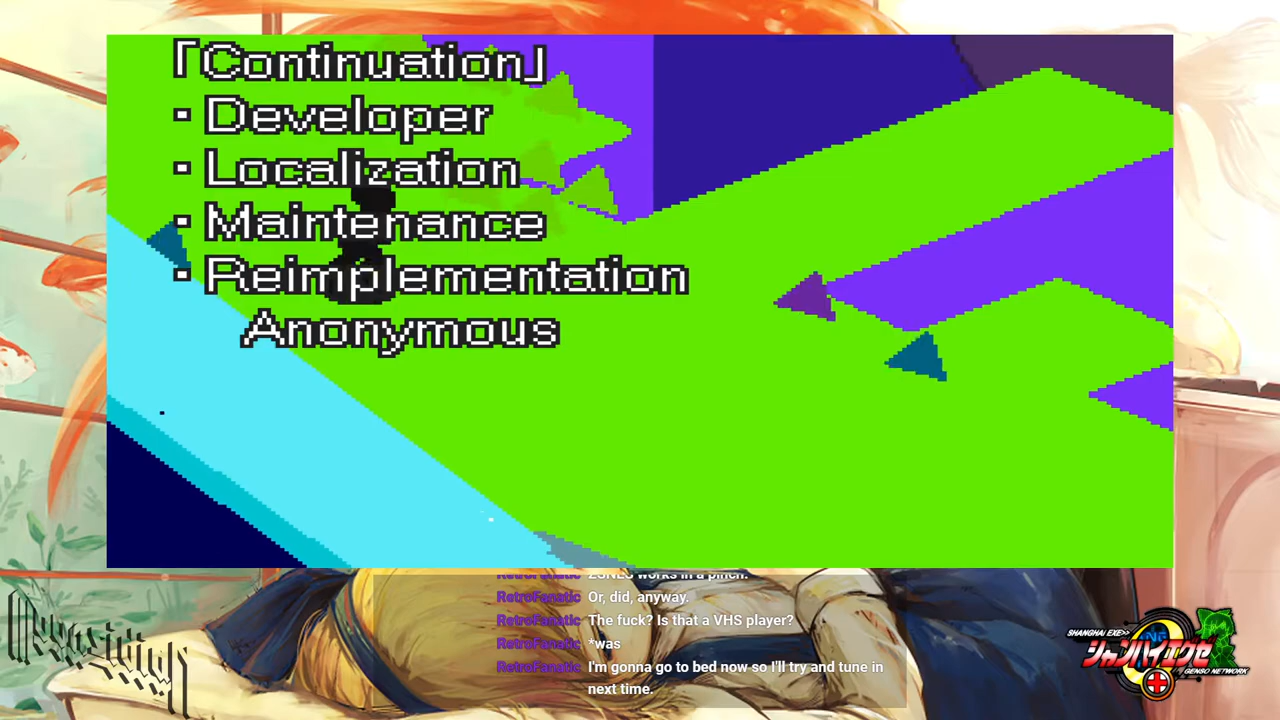 「Continuation」
・Developer
・Localization
・Maintenance
・Reimplementation
Anonymous
RetroFanatic ZSNES works in a pinch.
RetroFanatic Or, did, anyway.
RetroFanatic The fuck? Is that a VHS player?
RetroFanatic *was
RetroFanatic I'm gonna go to bed now so I'll try and tune in
next time.
SHANGHAI EXE>>
シャンハイエグゼ
GENSO NETWORK